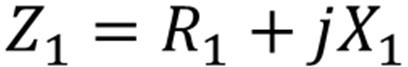 Z₁ = R₁ + jX₁